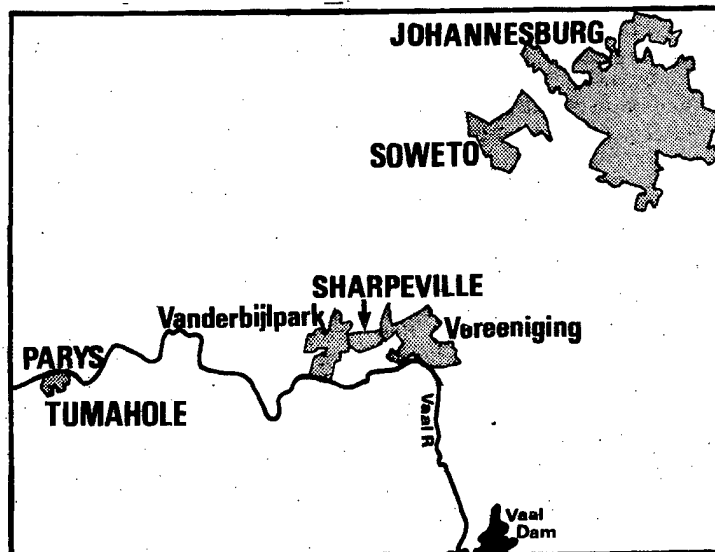 JOHANNESBURG
SOWETO
SHARPEVILLE
Vanderbijlpark
Vereeniging
PARYS
TUMAHOLE
Vaal R
Vaal
Dam